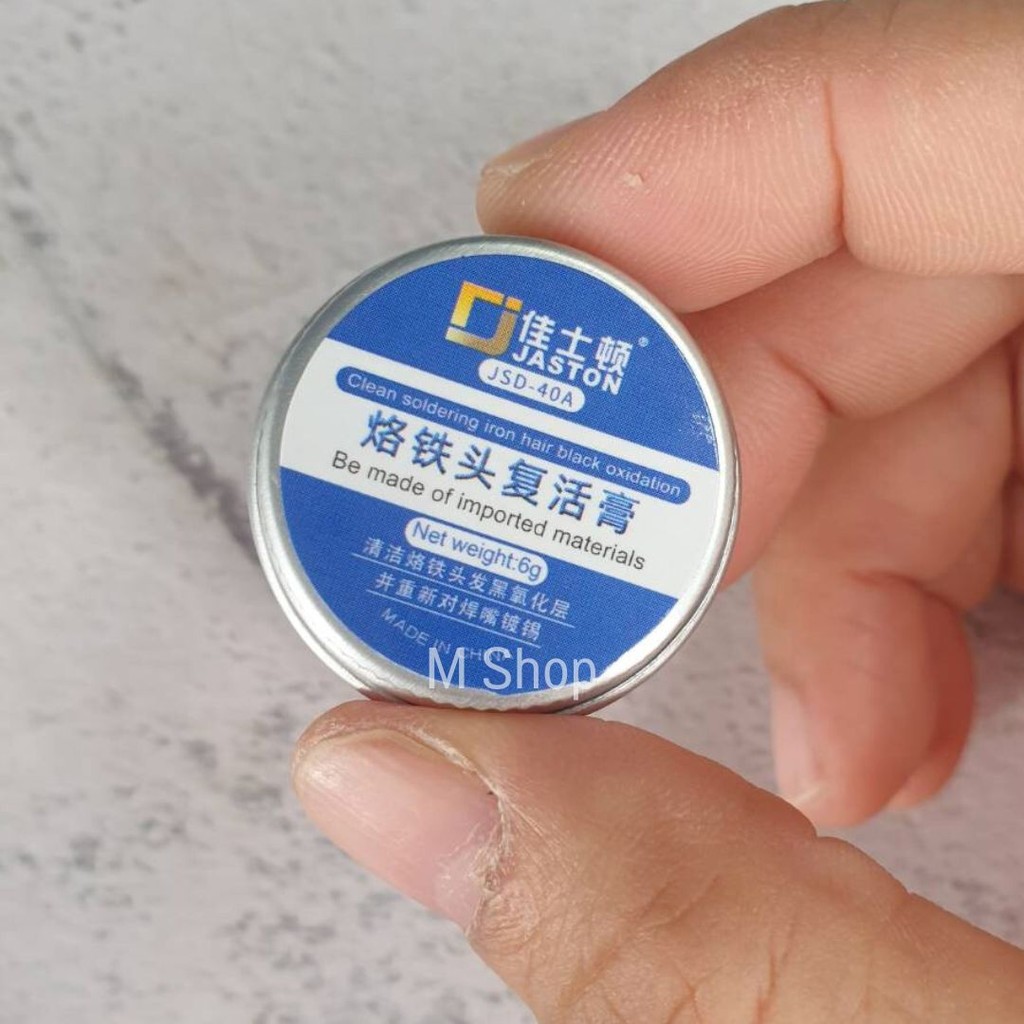 佳士顿®
JASTON
JSD-40A
Clean soldering iron hair black oxidation
烙铁头复活膏
Be made of imported materials
Net weight:6g
清洁烙铁头发黑氧化层
并重新对焊嘴镀锡
MADE IN CHINA
M Shop